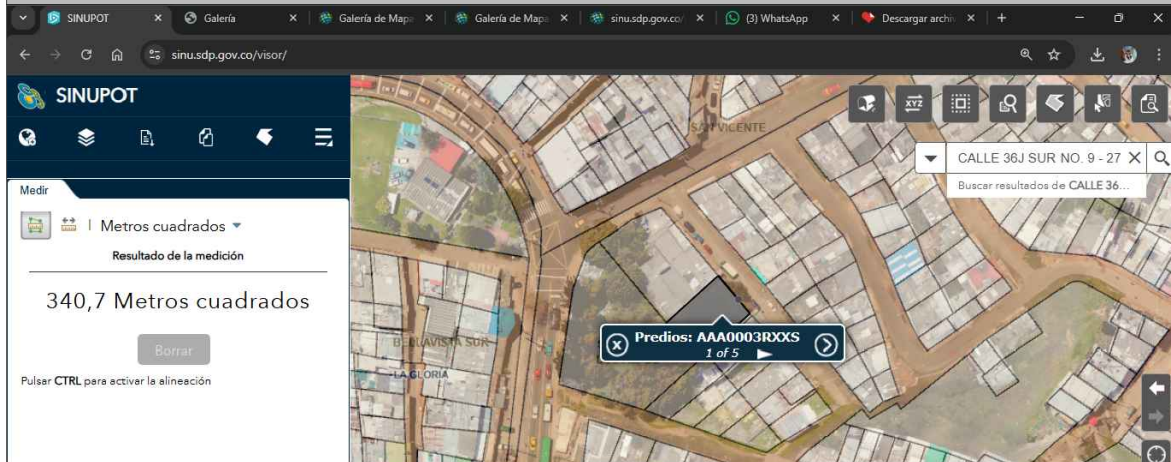 SINUPOT
Galería
Galería de Mapa
Galería de Mapa
sinu.sdp.gov.co/
(3) WhatsApp
Descargar archiv
sinu.sdp.gov.co/visor/
SINUPOT
Medir
Metros cuadrados
Resultado de la medición
340,7 Metros cuadrados
Borrar
Pulsar CTRL para activar la alineación
XYZ
CALLE 36J SUR NO. 9 - 27
Buscar resultados de CALLE 36...
SAN VICENTE
Predios: AAA0003RXXS
1 of 5
BELLAVISTA SUR
LA GLORIA